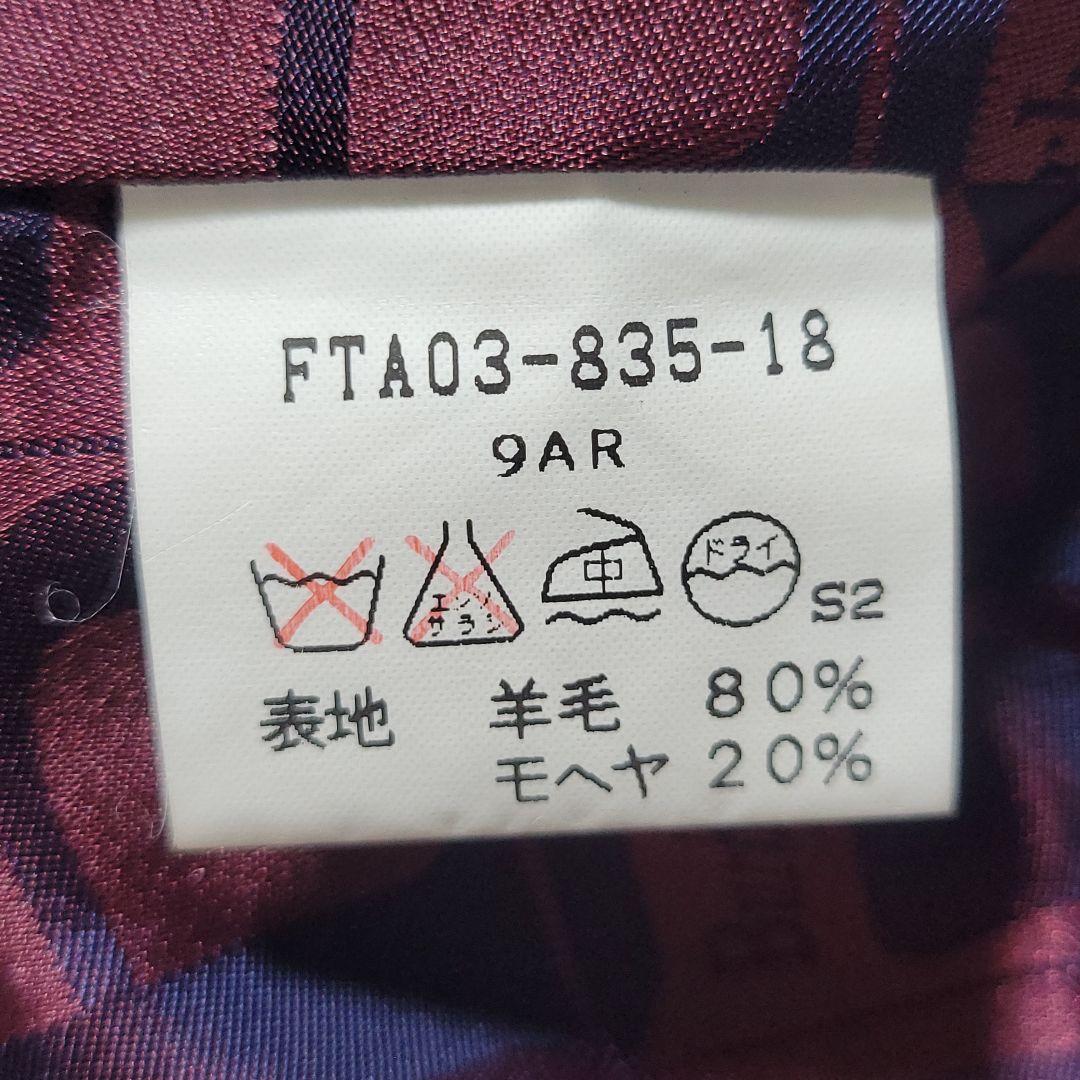 FTA03-835-18
9AR
エンソ
サラシ
中
ドライ
S2
表地 羊毛 80%
モヘヤ 20%